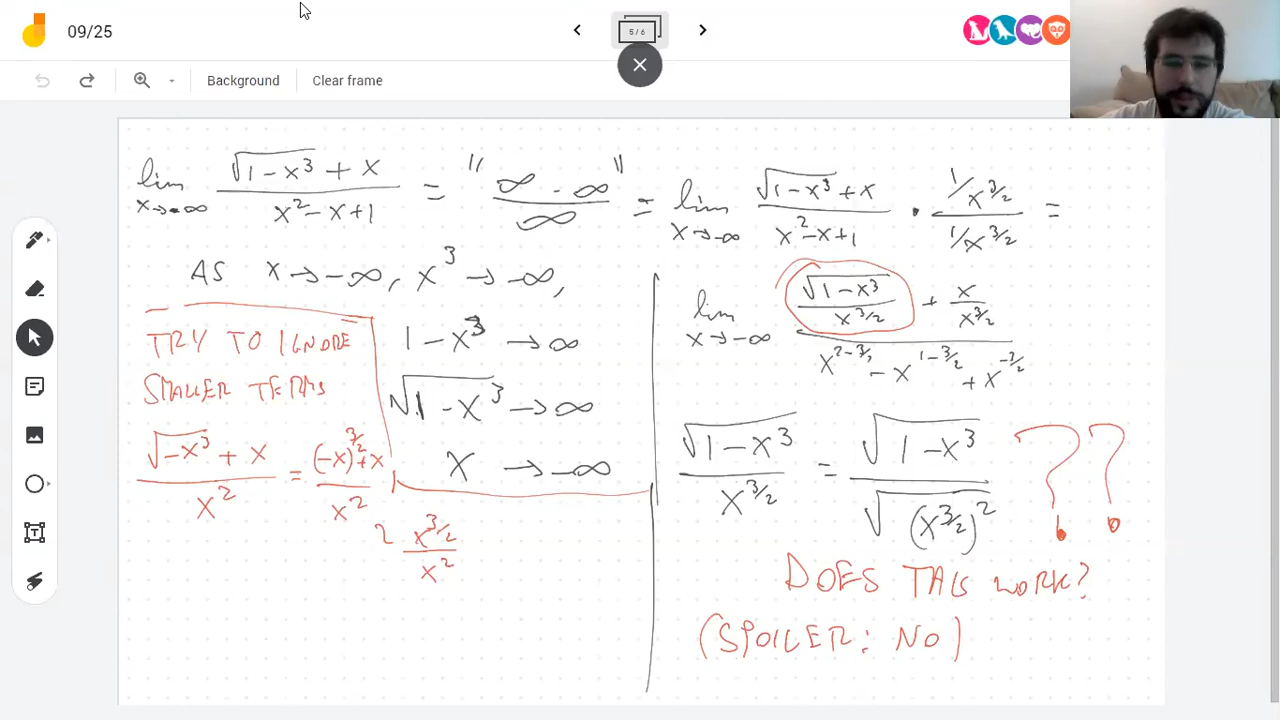 09/25
5/6
Background
Clear frame
lim x→-∞ (√(1-x³) + x)/(x²-x+1) = "(∞-∞)/∞" = lim x→-∞ (√(1-x³)+x)/(x²-x+1) · (1/x^(3/2))/(1/x^(3/2)) =
AS x→-∞, x³→-∞,
1-x³ → ∞
√(1-x³) → ∞
x → -∞
TRY TO IGNORE
SMALLER TERMS
(√(-x³) + x)/x² = ((-x)^(3/2)+x)/x²
≈ x^(3/2)/x²
lim x→-∞ (√(1-x³)/x^(3/2) + x/x^(3/2))/(x^(2-3/2) - x^(1-3/2) + x^(-3/2))
√(1-x³)/x^(3/2) = √(1-x³)/√((x^(3/2))²) ??
DOES THIS WORK?
(SPOILER: NO)